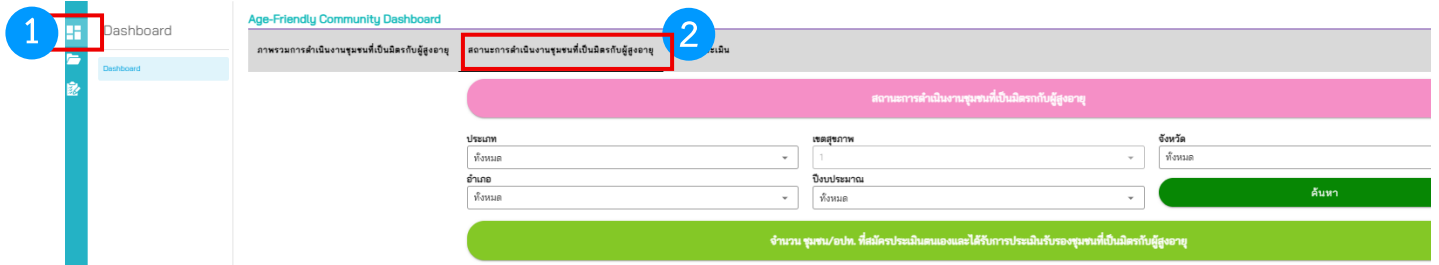 1
Dashboard
Dashboard
Age-Friendly Community Dashboard
ภาพรวมการดำเนินงานชุมชนที่เป็นมิตรกับผู้สูงอายุ
สถานะการดำเนินงานชุมชนที่เป็นมิตรกับผู้สูงอายุ
2
สถานะการดำเนินงานชุมชนที่เป็นมิตรกกับผู้สูงอายุ
ประเภท เขตสุขภาพ จังหวัด
ทั้งหมด 1 ทั้งหมด
อำเภอ ปีงบประมาณ
ทั้งหมด ทั้งหมด ค้นหา
จำนวน ชุมชน/อปท. ที่สมัครประเมินตนเองและได้รับการประเมินรับรองชุมชนที่เป็นมิตรกับผู้สูงอายุ